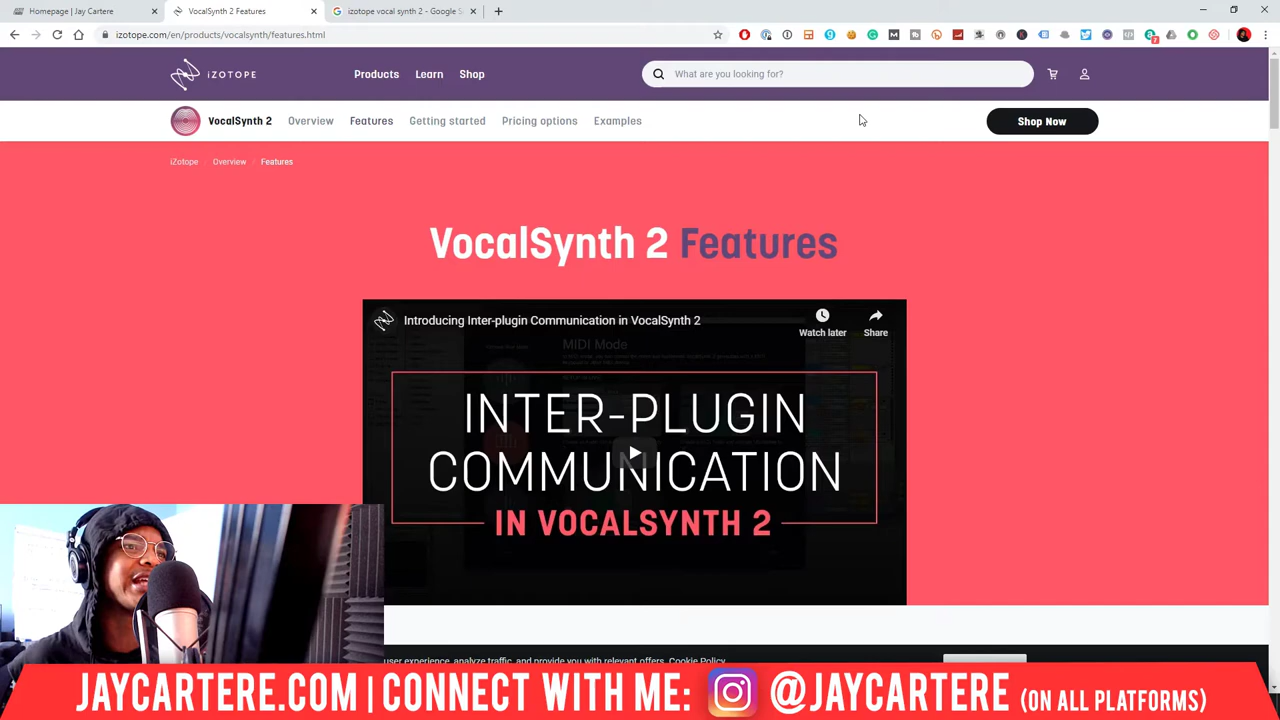 Homepage | Jay Cartere
VocalSynth 2 Features
izotope vocal synth 2 - Google S
izotope.com/en/products/vocalsynth/features.html
iZOTOPE
Products
Learn
Shop
What are you looking for?
VocalSynth 2
Overview
Features
Getting started
Pricing options
Examples
Shop Now
iZotope
Overview
Features
VocalSynth 2 Features
Introducing Inter-plugin Communication in VocalSynth 2
Watch later
Share
MIDI Mode
INTER-PLUGIN
COMMUNICATION
IN VOCALSYNTH 2
user experience, analyze traffic, and provide you with relevant offers. Cookie Policy
JAYCARTERE.COM | CONNECT WITH ME: @JAYCARTERE (ON ALL PLATFORMS)